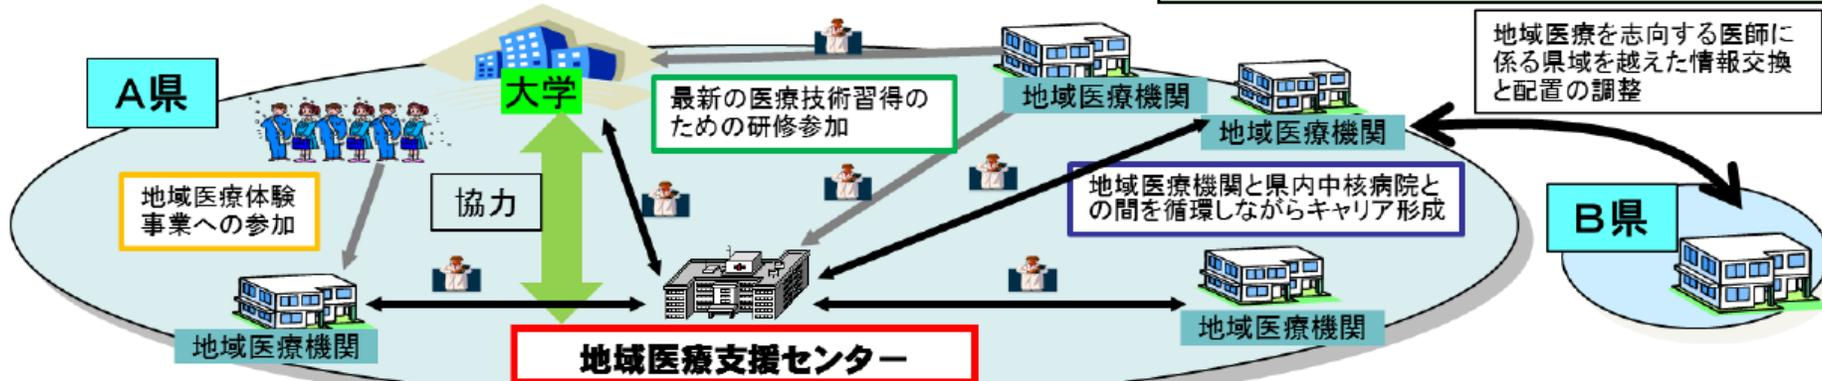 地域医療を志向する医師に
係る県域を越えた情報交換
と配置の調整
A県
大学
最新の医療技術習得の
ための研修参加
地域医療機関
地域医療機関
地域医療体験
事業への参加
協力
地域医療機関と県内中核病院と
の間を循環しながらキャリア形成
B県
地域医療機関
地域医療支援センター
地域医療機関